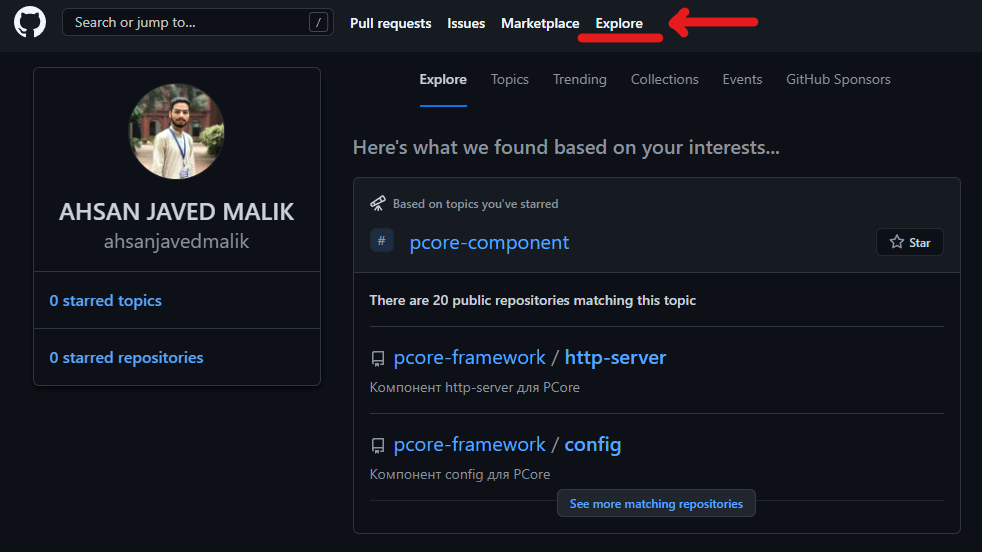 Search or jump to... /
Pull requests Issues Marketplace Explore
Explore Topics Trending Collections Events GitHub Sponsors
AHSAN JAVED MALIK
ahsanjavedmalik
0 starred topics
0 starred repositories
Here's what we found based on your interests...
Based on topics you've starred
# pcore-component
Star
There are 20 public repositories matching this topic
pcore-framework / http-server
Компонент http-server для PCore
pcore-framework / config
Компонент config для PCore
See more matching repositories